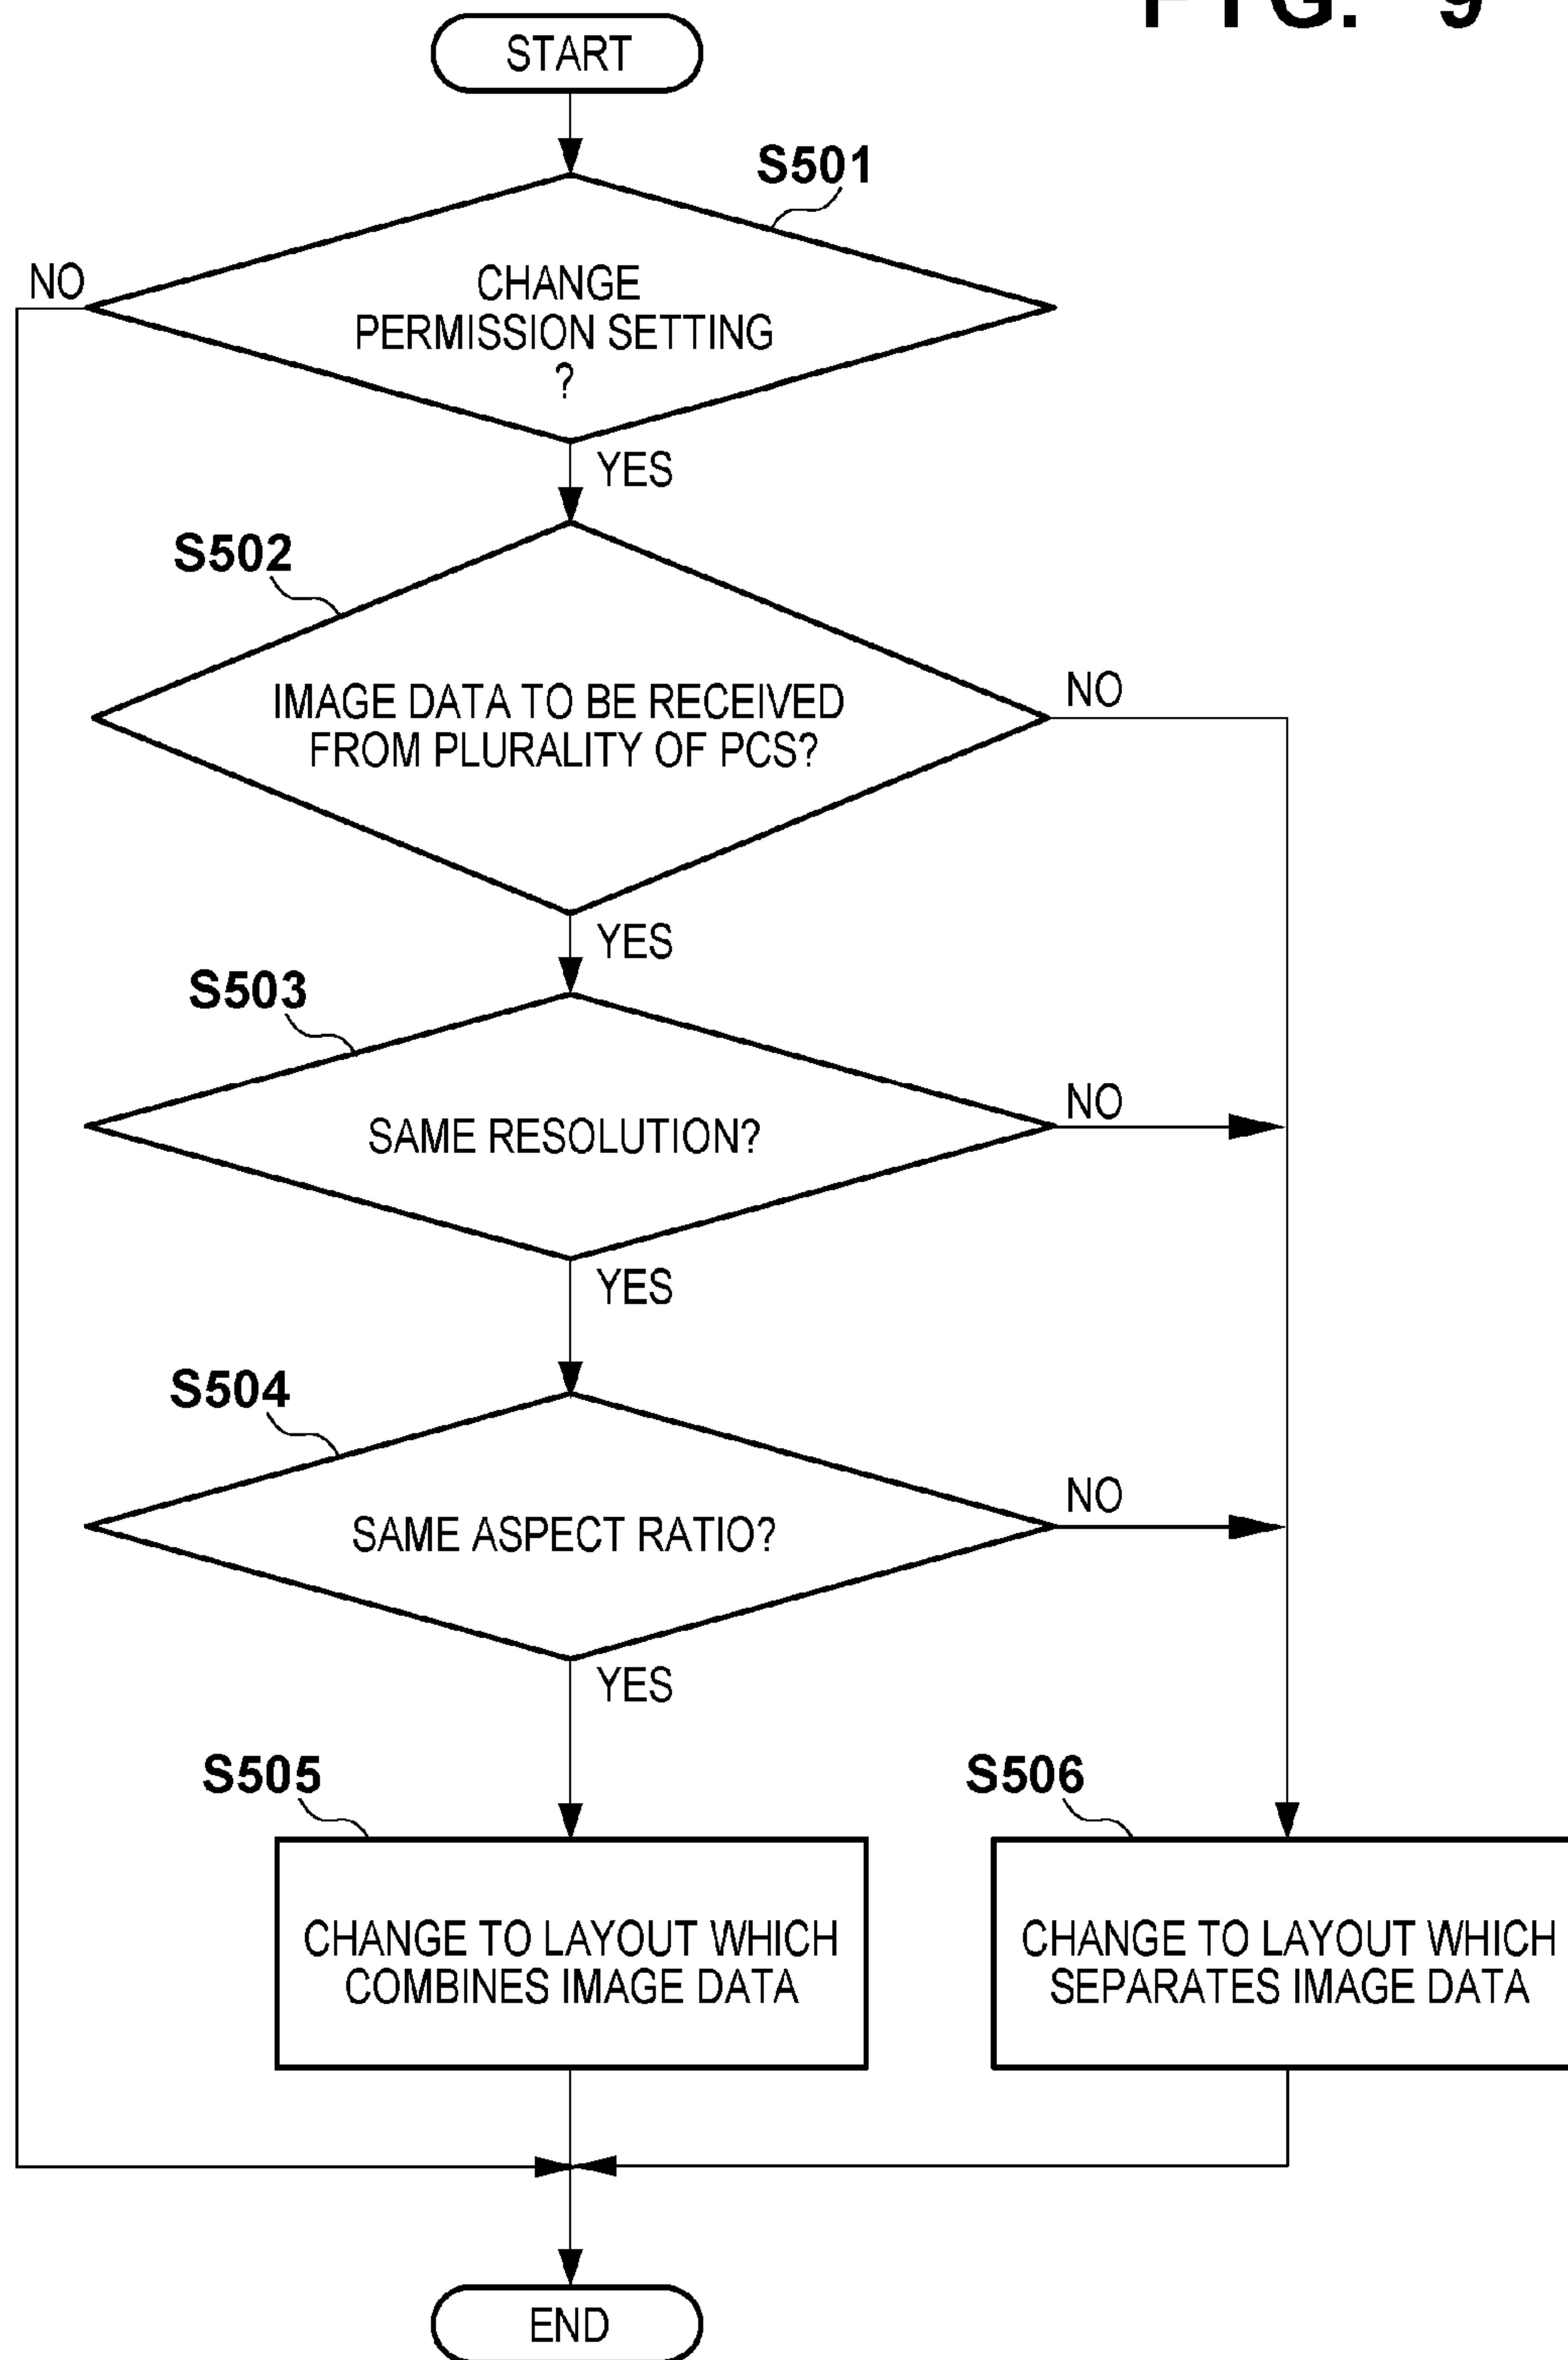 FIG. 9
START
S501
NO
CHANGE
PERMISSION SETTING
?
YES
S502
NO
IMAGE DATA TO BE RECEIVED
FROM PLURALITY OF PCS?
YES
S503
NO
SAME RESOLUTION?
YES
S504
NO
SAME ASPECT RATIO?
YES
S505
S506
CHANGE TO LAYOUT WHICH
COMBINES IMAGE DATA
CHANGE TO LAYOUT WHICH
SEPARATES IMAGE DATA
END